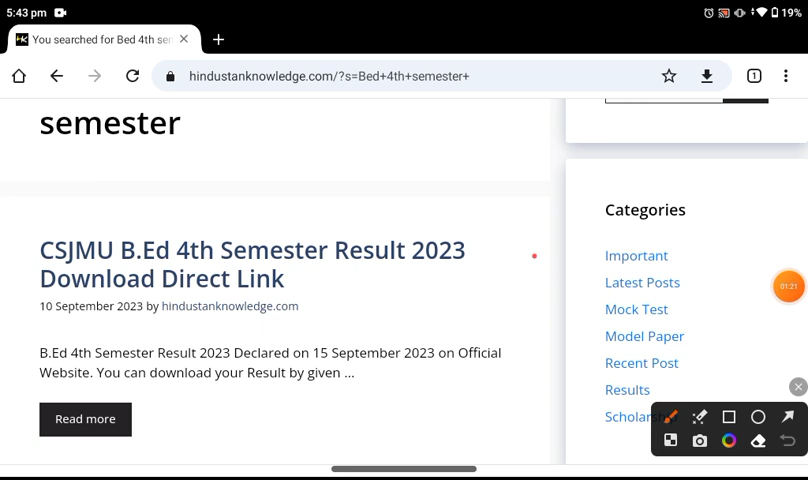 5:43 pm
19%
You searched for Bed 4th sem
hindustanknowledge.com/?s=Bed+4th+semester+
1
semester
CSJMU B.Ed 4th Semester Result 2023
Download Direct Link
10 September 2023 by hindustanknowledge.com
B.Ed 4th Semester Result 2023 Declared on 15 September 2023 on Official
Website. You can download your Result by given ...
Read more
Categories
Important
Latest Posts
Mock Test
Model Paper
Recent Post
Results
01:21